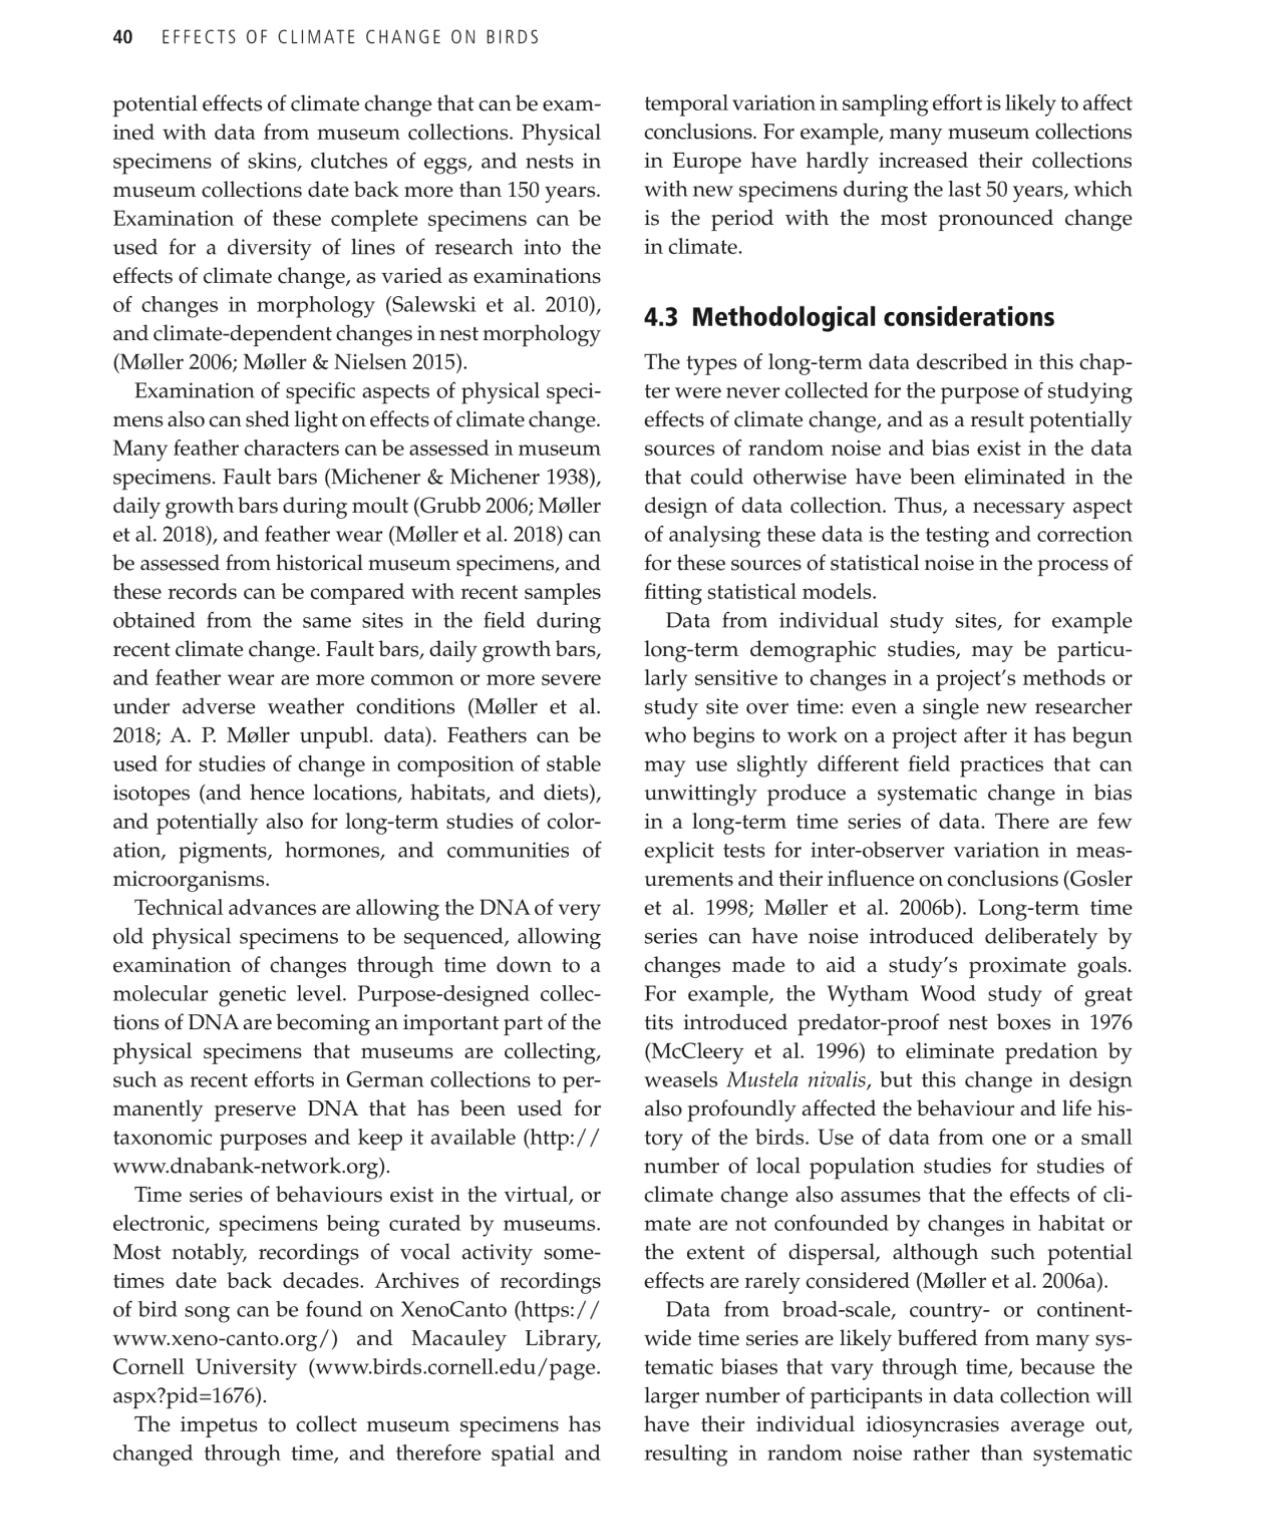 40 EFFECTS OF CLIMATE CHANGE ON BIRDS
potential effects of climate change that can be exam-
ined with data from museum collections. Physical
specimens of skins, clutches of eggs, and nests in
museum collections date back more than 150 years.
Examination of these complete specimens can be
used for a diversity of lines of research into the
effects of climate change, as varied as examinations
of changes in morphology (Salewski et al. 2010),
and climate-dependent changes in nest morphology
(Møller 2006; Møller & Nielsen 2015).
Examination of specific aspects of physical speci-
mens also can shed light on effects of climate change.
Many feather characters can be assessed in museum
specimens. Fault bars (Michener & Michener 1938),
daily growth bars during moult (Grubb 2006; Møller
et al. 2018), and feather wear (Møller et al. 2018) can
be assessed from historical museum specimens, and
these records can be compared with recent samples
obtained from the same sites in the field during
recent climate change. Fault bars, daily growth bars,
and feather wear are more common or more severe
under adverse weather conditions (Møller et al.
2018; A. P. Møller unpubl. data). Feathers can be
used for studies of change in composition of stable
isotopes (and hence locations, habitats, and diets),
and potentially also for long-term studies of color-
ation, pigments, hormones, and communities of
microorganisms.
Technical advances are allowing the DNA of very
old physical specimens to be sequenced, allowing
examination of changes through time down to a
molecular genetic level. Purpose-designed collec-
tions of DNA are becoming an important part of the
physical specimens that museums are collecting,
such as recent efforts in German collections to per-
manently preserve DNA that has been used for
taxonomic purposes and keep it available (http://
www.dnabank-network.org).
Time series of behaviours exist in the virtual, or
electronic, specimens being curated by museums.
Most notably, recordings of vocal activity some-
times date back decades. Archives of recordings
of bird song can be found on XenoCanto (https://
www.xeno-canto.org/) and Macauley Library,
Cornell University (www.birds.cornell.edu/page.
aspx?pid=1676).
The impetus to collect museum specimens has
changed through time, and therefore spatial and
temporal variation in sampling effort is likely to affect
conclusions. For example, many museum collections
in Europe have hardly increased their collections
with new specimens during the last 50 years, which
is the period with the most pronounced change
in climate.
4.3 Methodological considerations
The types of long-term data described in this chap-
ter were never collected for the purpose of studying
effects of climate change, and as a result potentially
sources of random noise and bias exist in the data
that could otherwise have been eliminated in the
design of data collection. Thus, a necessary aspect
of analysing these data is the testing and correction
for these sources of statistical noise in the process of
fitting statistical models.
Data from individual study sites, for example
long-term demographic studies, may be particu-
larly sensitive to changes in a project's methods or
study site over time: even a single new researcher
who begins to work on a project after it has begun
may use slightly different field practices that can
unwittingly produce a systematic change in bias
in a long-term time series of data. There are few
explicit tests for inter-observer variation in meas-
urements and their influence on conclusions (Gosler
et al. 1998; Møller et al. 2006b). Long-term time
series can have noise introduced deliberately by
changes made to aid a study's proximate goals.
For example, the Wytham Wood study of great
tits introduced predator-proof nest boxes in 1976
(McCleery et al. 1996) to eliminate predation by
weasels Mustela nivalis, but this change in design
also profoundly affected the behaviour and life his-
tory of the birds. Use of data from one or a small
number of local population studies for studies of
climate change also assumes that the effects of cli-
mate are not confounded by changes in habitat or
the extent of dispersal, although such potential
effects are rarely considered (Møller et al. 2006a).
Data from broad-scale, country- or continent-
wide time series are likely buffered from many sys-
tematic biases that vary through time, because the
larger number of participants in data collection will
have their individual idiosyncrasies average out,
resulting in random noise rather than systematic